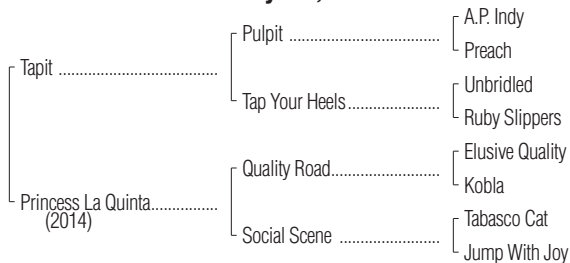 A.P. Indy
Pulpit ........................................
Preach
Tapit ..........................................
Unbridled
Tap Your Heels........................
Ruby Slippers
Elusive Quality
Quality Road............................
Kobla
Princess La Quinta.................
(2014)
Tabasco Cat
Social Scene ..........................
Jump With Joy